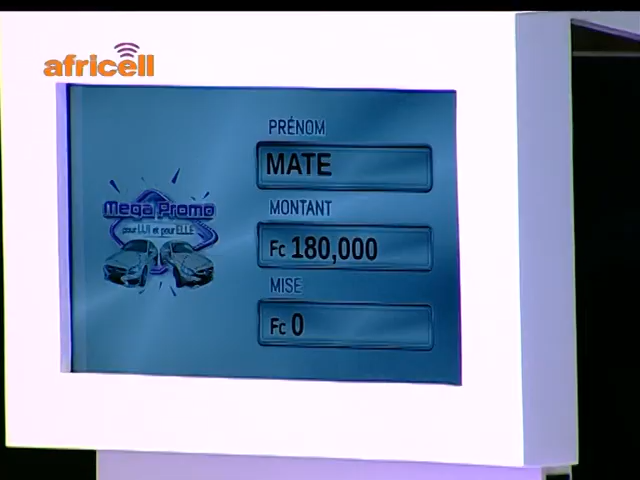 africell
PRÉNOM
MATE
MONTANT
Fc 180,000
MISE
Fc 0
Mega Promo
pour LUI et pour ELLE